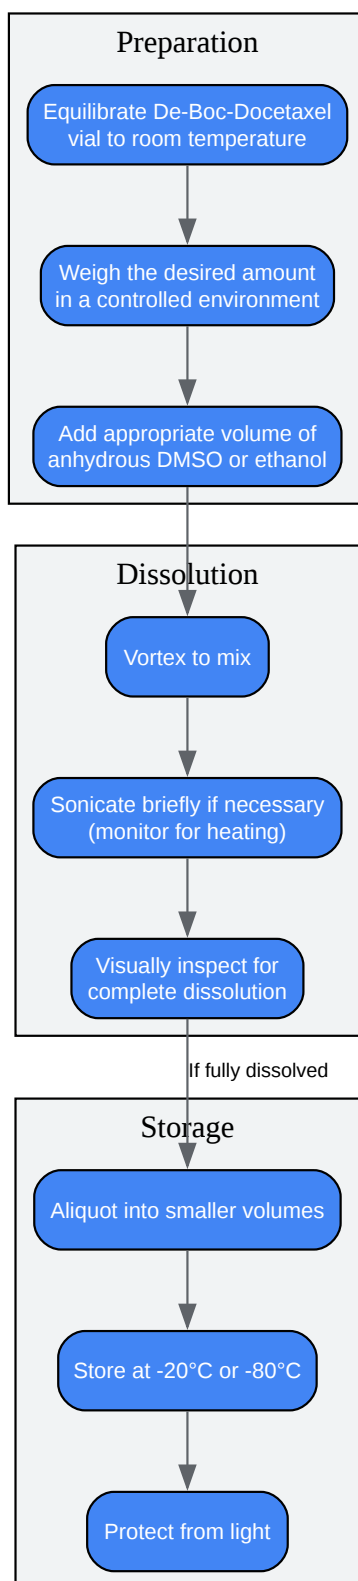 Preparation
Equilibrate De-Boc-Docetaxel
vial to room temperature
Weigh the desired amount
in a controlled environment
Add appropriate volume of
anhydrous DMSO or ethanol
Dissolution
Vortex to mix
Sonicate briefly if necessary
(monitor for heating)
Visually inspect for
complete dissolution
If fully dissolved
Storage
Aliquot into smaller volumes
Store at -20°C or -80°C
Protect from light